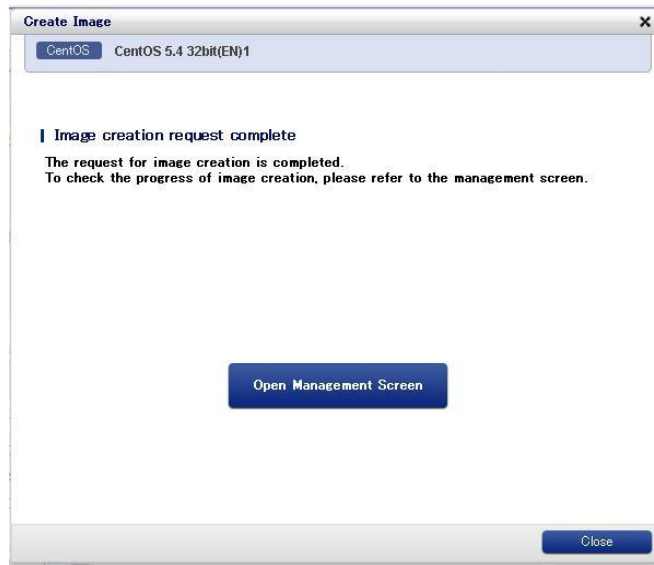 Create Image
CentOS CentOS 5.4 32bit(EN)1
Image creation request complete
The request for image creation is completed.
To check the progress of image creation, please refer to the management screen.
Open Management Screen
Close